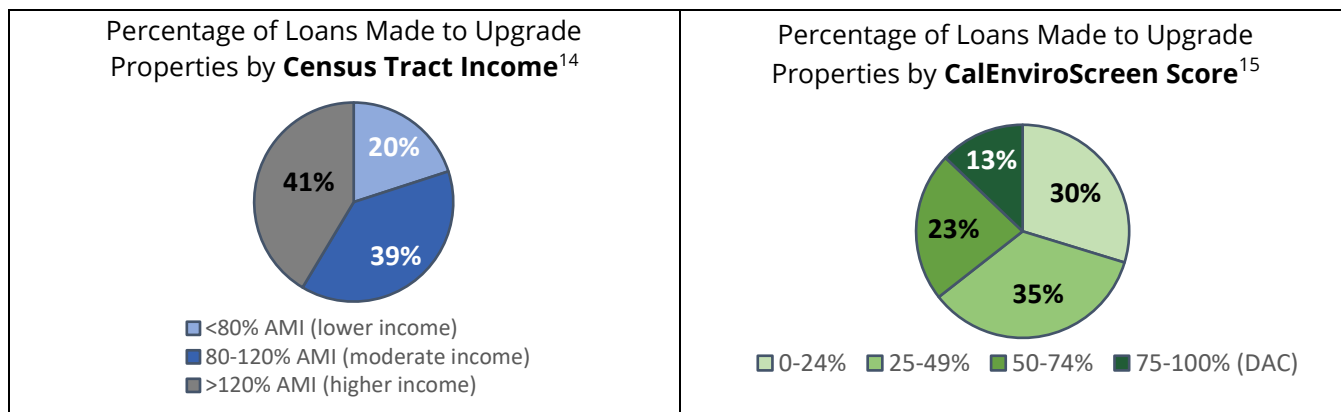 Percentage of Loans Made to Upgrade
Properties by Census Tract Income14
20%
41%
39%
<80% AMI (lower income)
80-120% AMI (moderate income)
>120% AMI (higher income)
Percentage of Loans Made to Upgrade
Properties by CalEnviroScreen Score15
13%
30%
23%
35%
0-24% 25-49% 50-74% 75-100% (DAC)